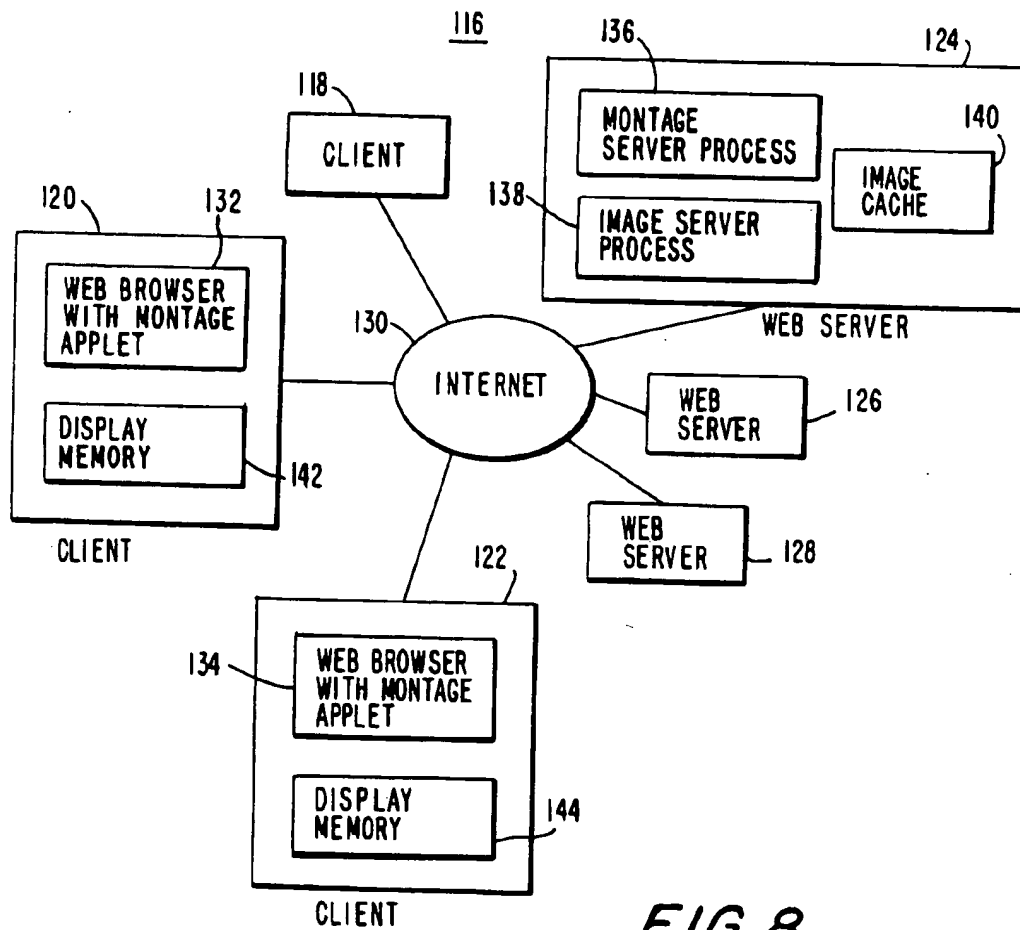 116
136
124
118
MONTAGE
SERVER PROCESS
140
CLIENT
IMAGE
CACHE
120
132
138
IMAGE SERVER
PROCESS
WEB BROWSER
WITH MONTAGE
APPLET
130
WEB SERVER
INTERNET
WEB
SERVER
126
DISPLAY
MEMORY
142
WEB
SERVER
128
CLIENT
122
134
WEB BROWSER
WITH MONTAGE
APPLET
DISPLAY
MEMORY
144
CLIENT
FIG.8